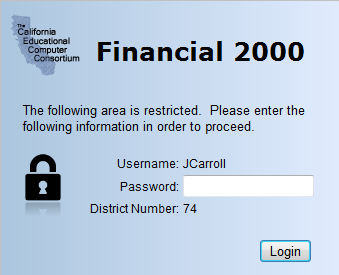 The
California
Educational
Computer
Consortium
Financial 2000
The following area is restricted. Please enter the
following information in order to proceed.
Username: JCarroll
Password:
District Number: 74
Login